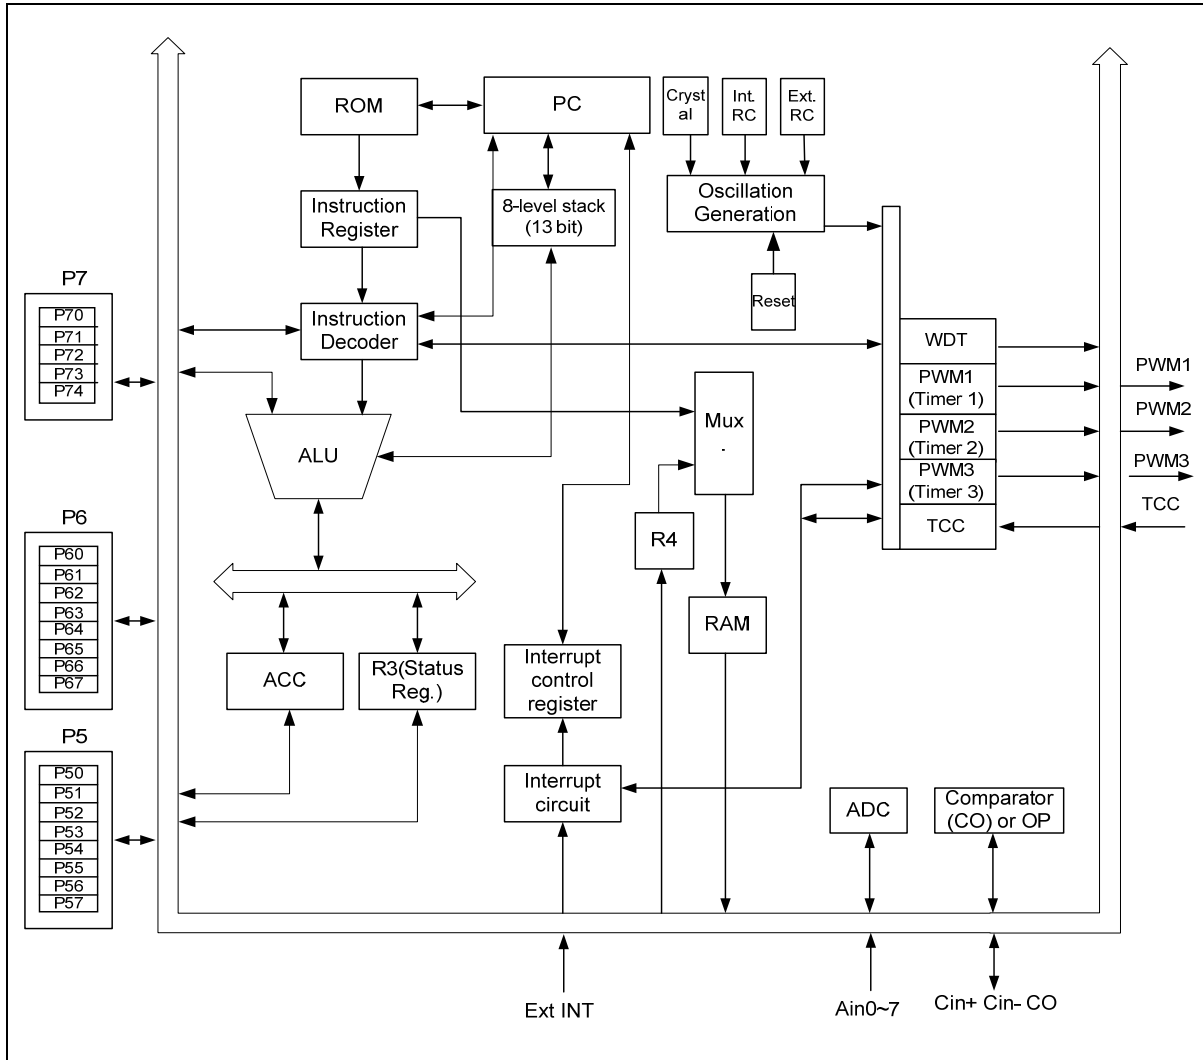 ROM
PC
Cryst
al
Int.
RC
Ext.
RC
Instruction
Register
8-level stack
(13 bit)
Oscillation
Generation
Reset
Instruction
Decoder
P7
P70
P71
P72
P73
P74
ALU
Mux
.
WDT
PWM1
(Timer 1)
PWM2
(Timer 2)
PWM3
(Timer 3)
TCC
PWM1
PWM2
PWM3
TCC
R4
RAM
P6
P60
P61
P62
P63
P64
P65
P66
P67
ACC
R3(Status
Reg.)
Interrupt
control
register
P5
P50
P51
P52
P53
P54
P55
P56
P57
Interrupt
circuit
ADC
Comparator
(CO) or OP
Ext INT
Ain0~7
Cin+ Cin- CO